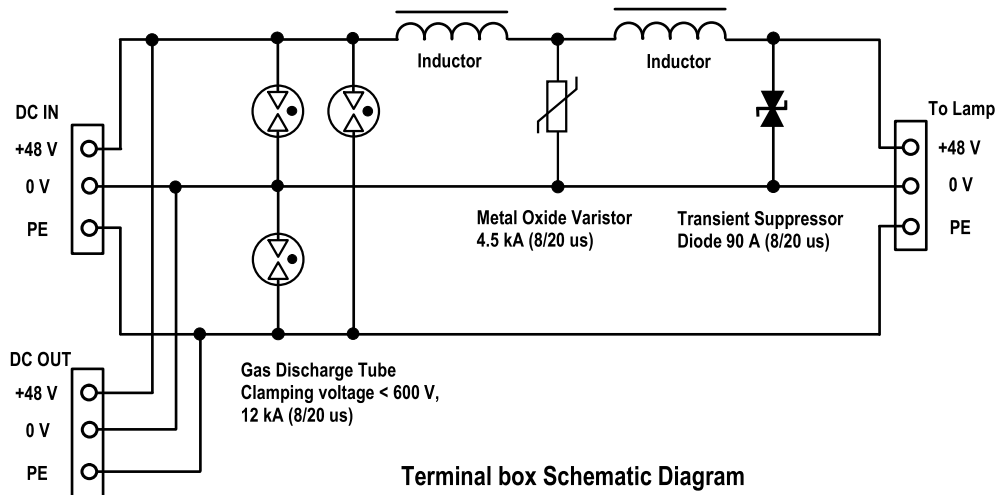 Inductor
Inductor
DC IN
+48 V
0 V
PE
To Lamp
+48 V
0 V
PE
Metal Oxide Varistor
4.5 kA (8/20 us)
Transient Suppressor
Diode 90 A (8/20 us)
DC OUT
+48 V
0 V
PE
Gas Discharge Tube
Clamping voltage < 600 V,
12 kA (8/20 us)
Terminal box Schematic Diagram